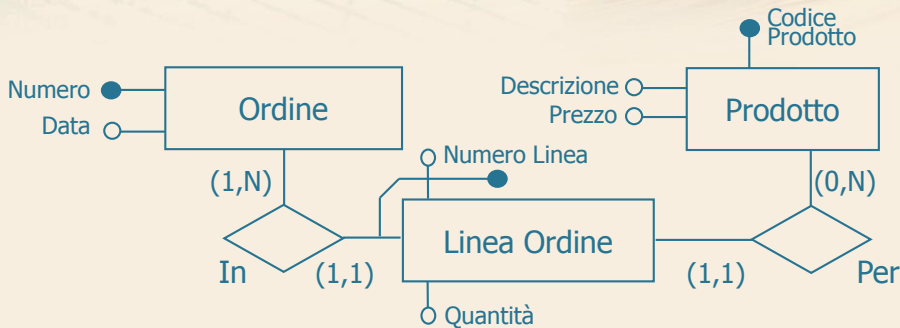 Codice
Prodotto
Numero
Data
Ordine
Descrizione
Prezzo
Prodotto
Numero Linea
(1,N)
(0,N)
Linea Ordine
In
(1,1)
(1,1)
Per
Quantità